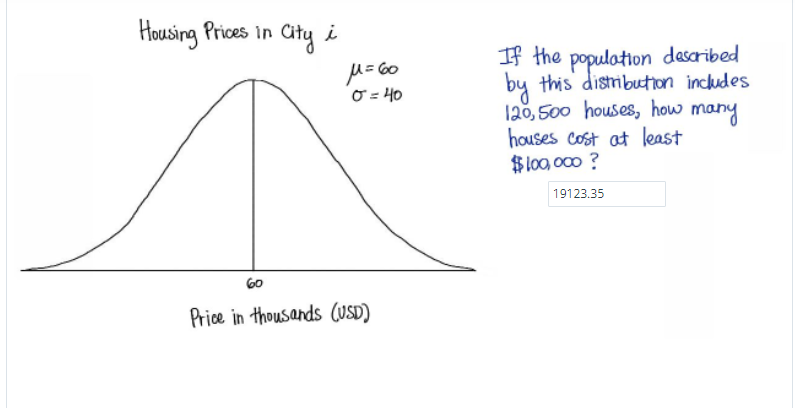 Housing Prices in City i
μ = 60
σ = 40
If the population described
by this distribution includes
120,500 houses, how many
houses cost at least
$100,000 ?
19123.35
60
Price in thousands (USD)